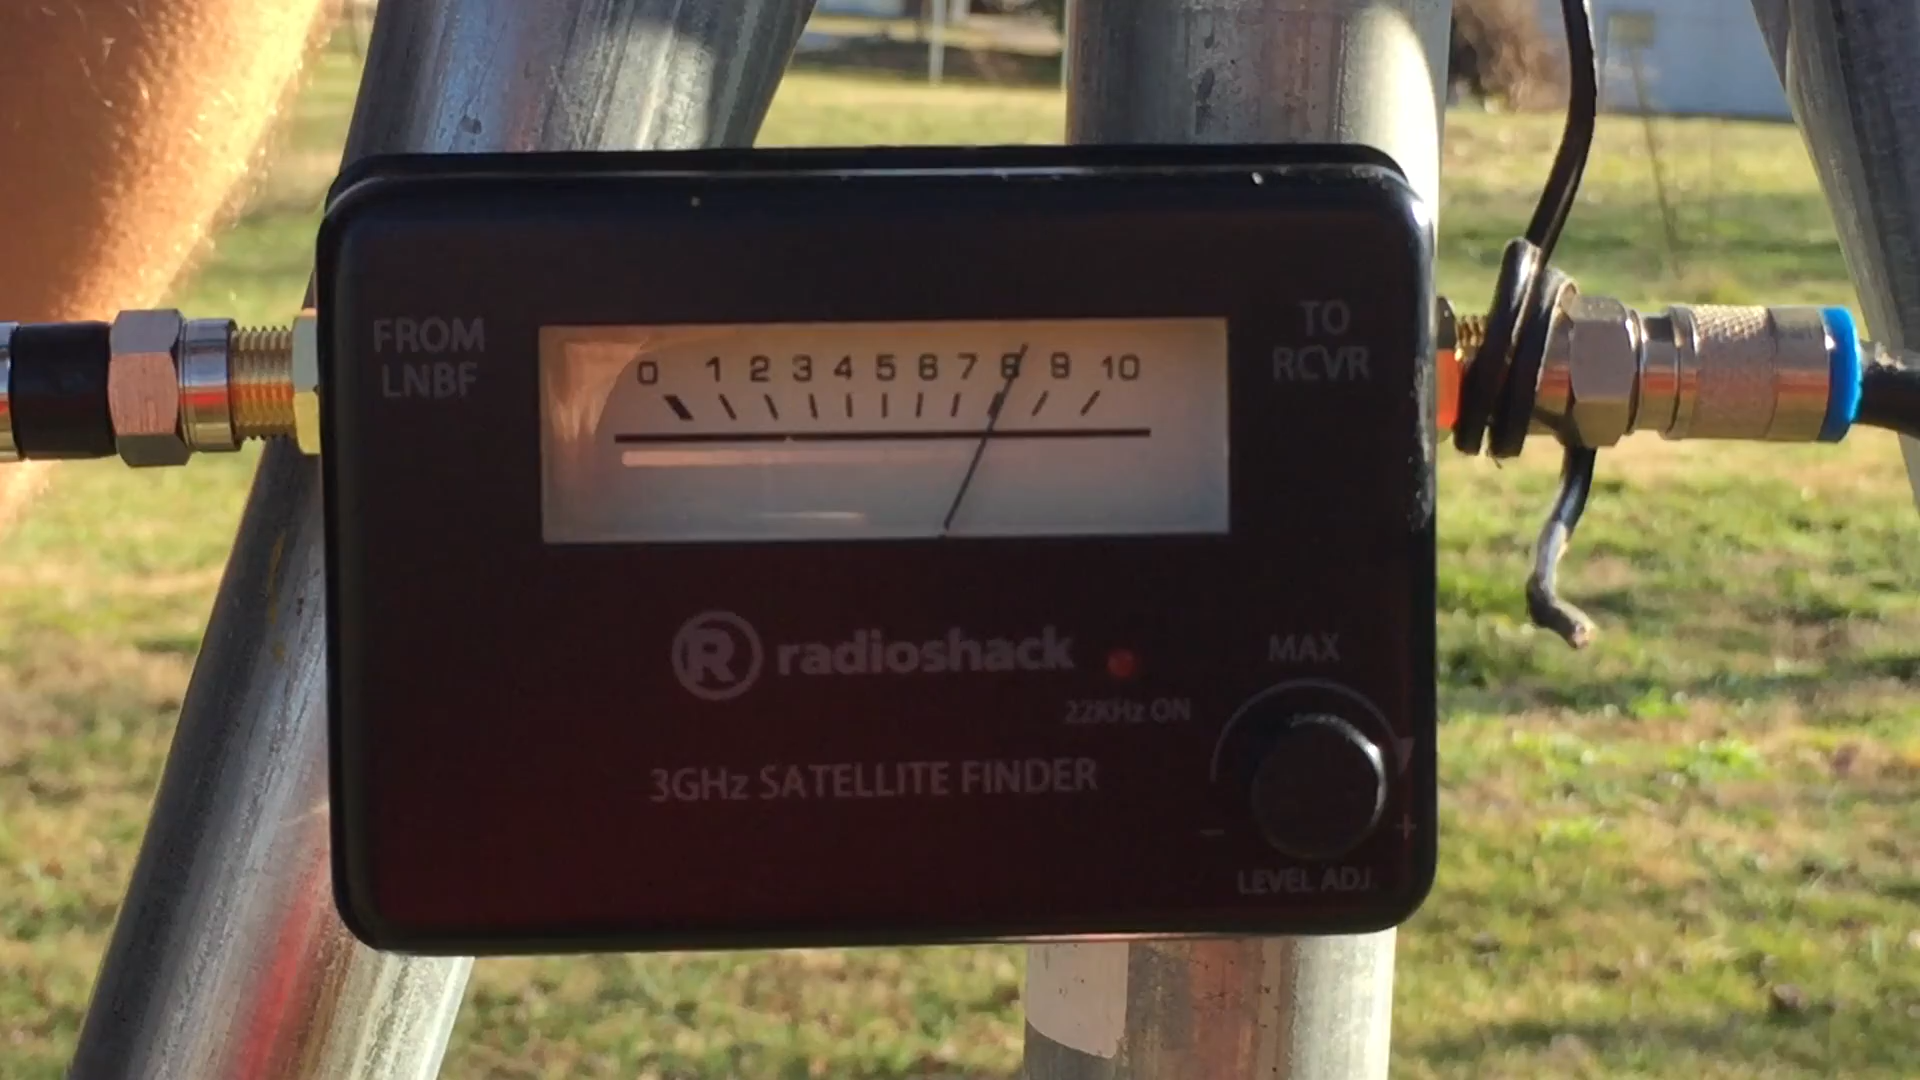 FROM
LNBF
0 1 2 3 4 5 6 7 8 9 10
TO
RCVR
R radioshack
22KHz ON
3GHz SATELLITE FINDER
MAX
− +
LEVEL ADJ.